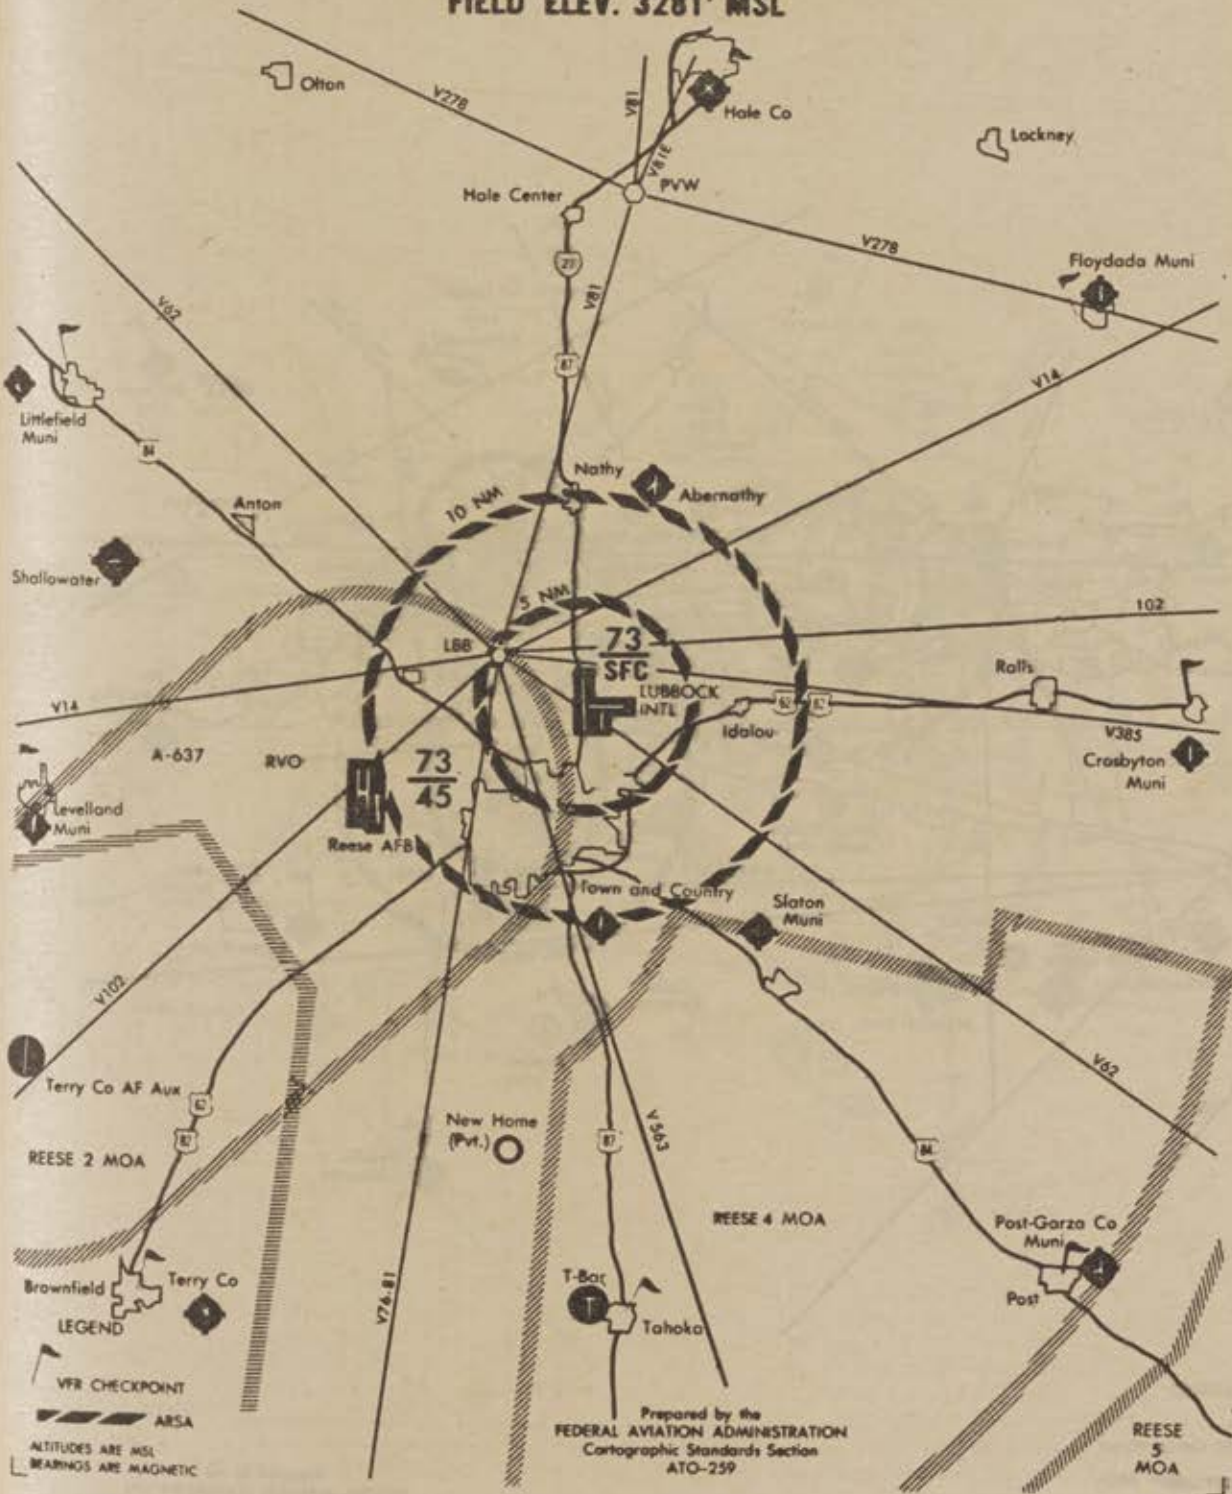 FIELD ELEV. 3281' MSL
Olton
V278
V81
Hale Co
Lockney
V81E
PVW
Hale Center
V278
27
Floydada Muni
V81
V62
87
V14
Littlefield
Muni
84
Nathy
Abernathy
10 NM
Anton
Shallowater
5 NM
102
LBB
73
SFC
Ralls
LUBBOCK
INTL
62
82
Idalou
V14
V385
Crosbyton
Muni
A-637
RVO
73
45
Levelland
Muni
Reese AFB
Town and Country
Slaton
Muni
V102
V62
Terry Co AF Aux
62
82
New Home
(Pvt.)
87
V563
84
REESE 2 MOA
REESE 4 MOA
Post-Garza Co
Muni
Brownfield
Terry Co
T-Bar
T
Post
V76-81
Tahoka
LEGEND
VFR CHECKPOINT
ARSA
ALTITUDES ARE MSL
BEARINGS ARE MAGNETIC
Prepared by the
FEDERAL AVIATION ADMINISTRATION
Cartographic Standards Section
ATO-259
REESE
5
MOA